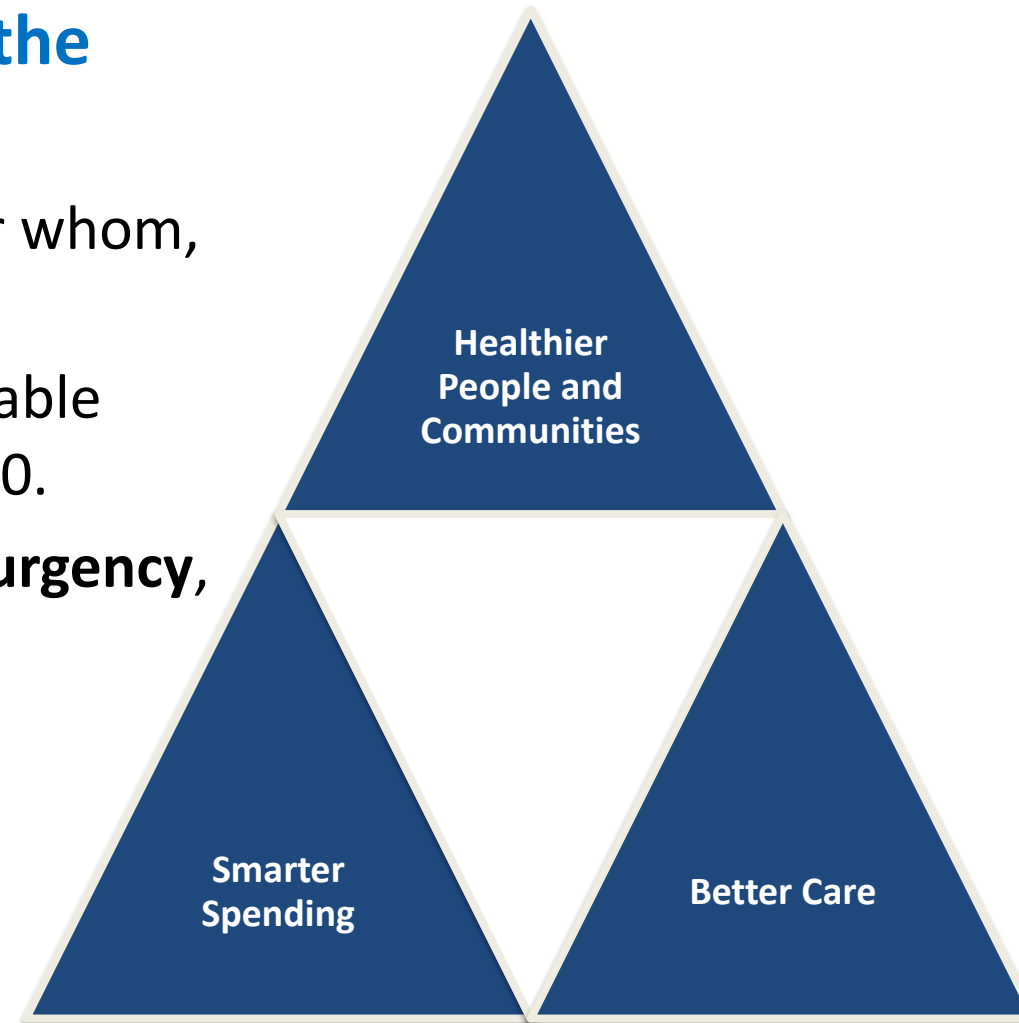 the
r whom,
able
0.
urgency,
Healthier
People and
Communities
Smarter
Spending
Better Care